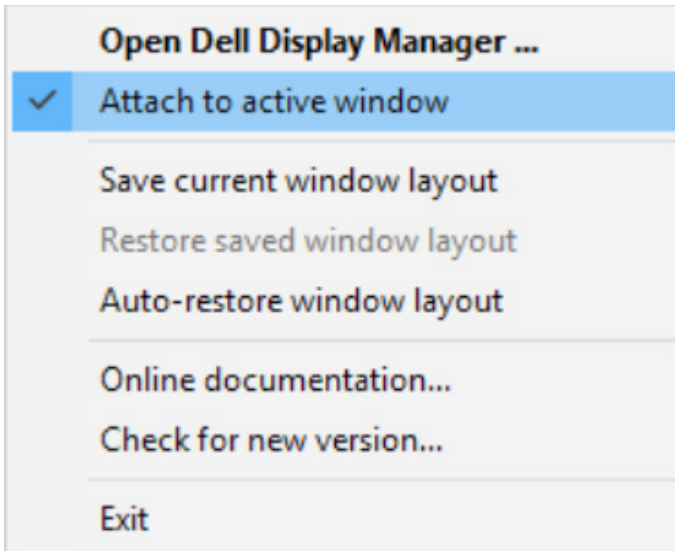 Open Dell Display Manager ...
Attach to active window
Save current window layout
Restore saved window layout
Auto-restore window layout
Online documentation...
Check for new version...
Exit